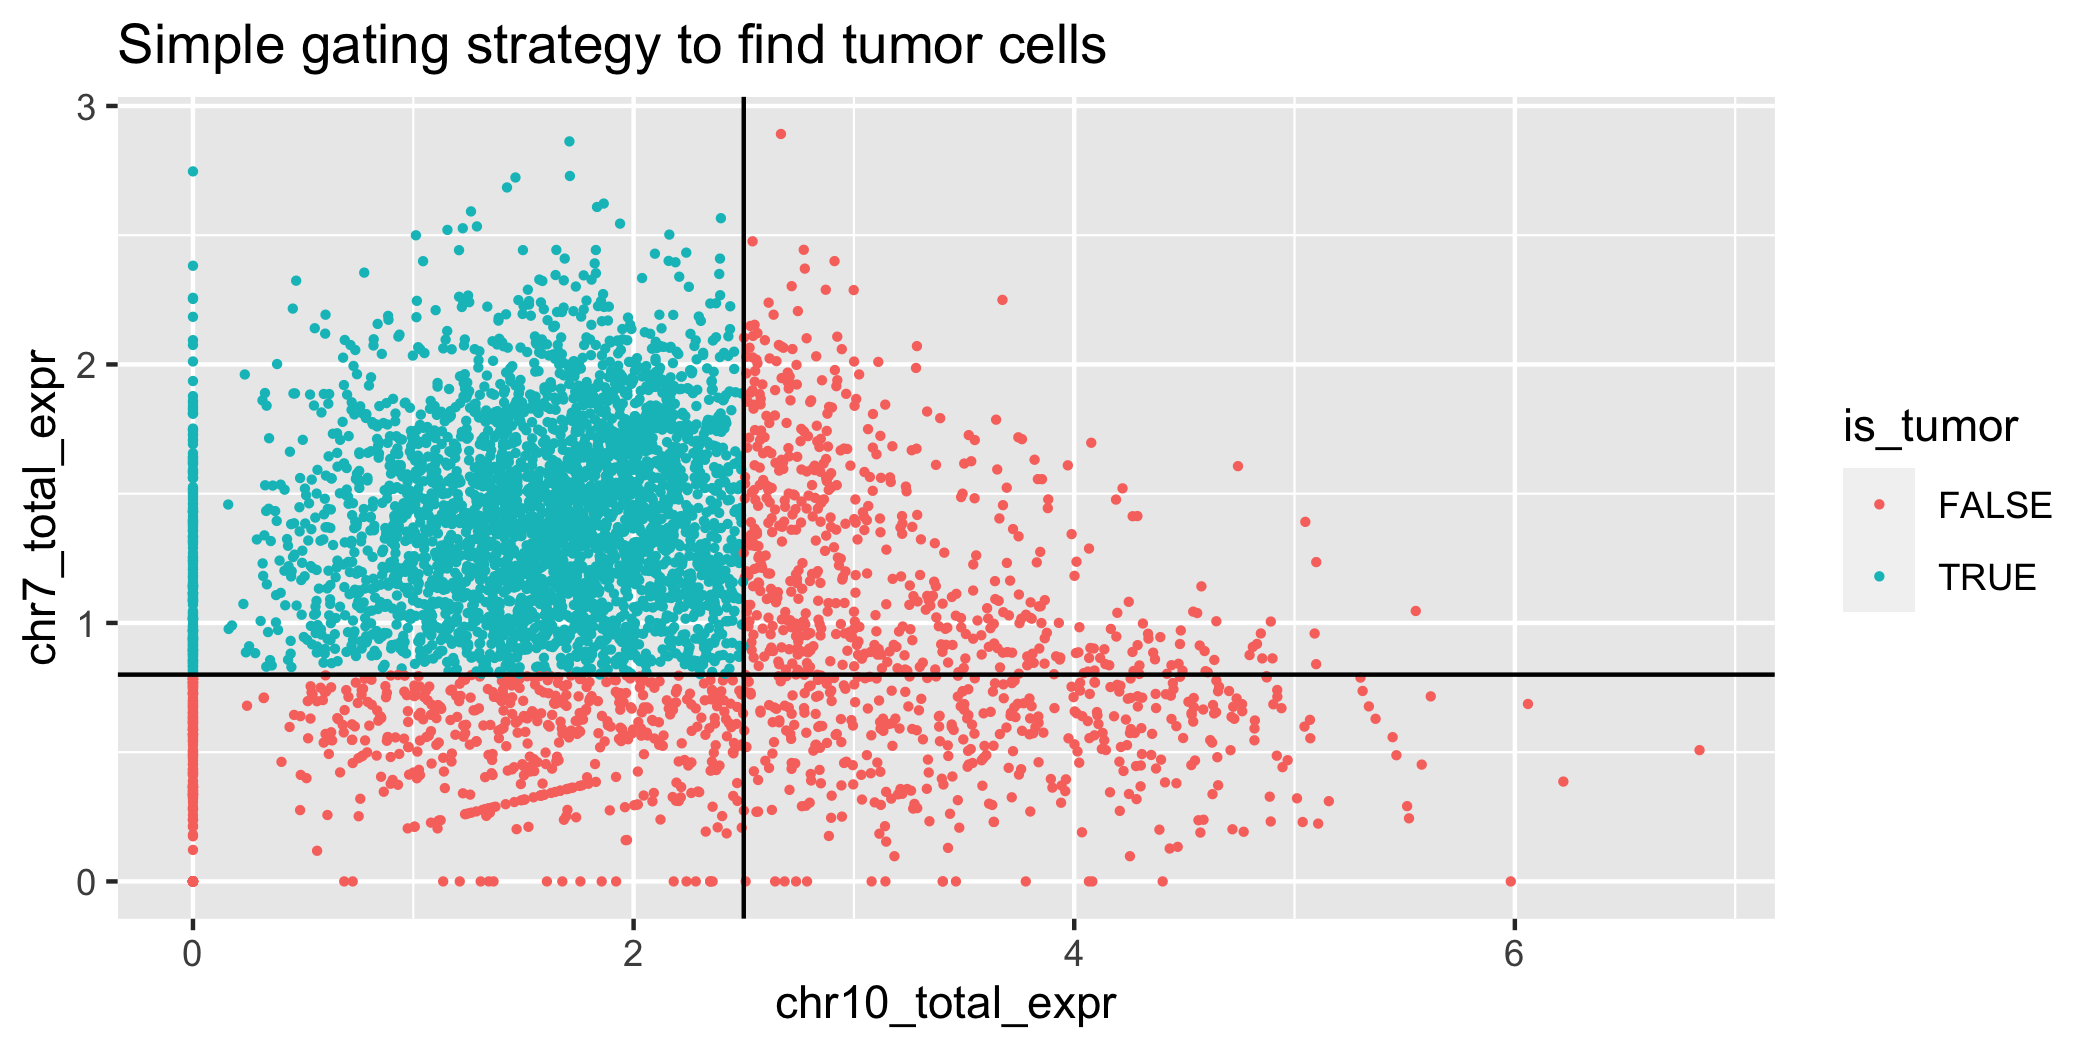 Simple gating strategy to find tumor cells
3
2
1
0
chr7_total_expr
0 2 4 6
chr10_total_expr
is_tumor
FALSE
TRUE